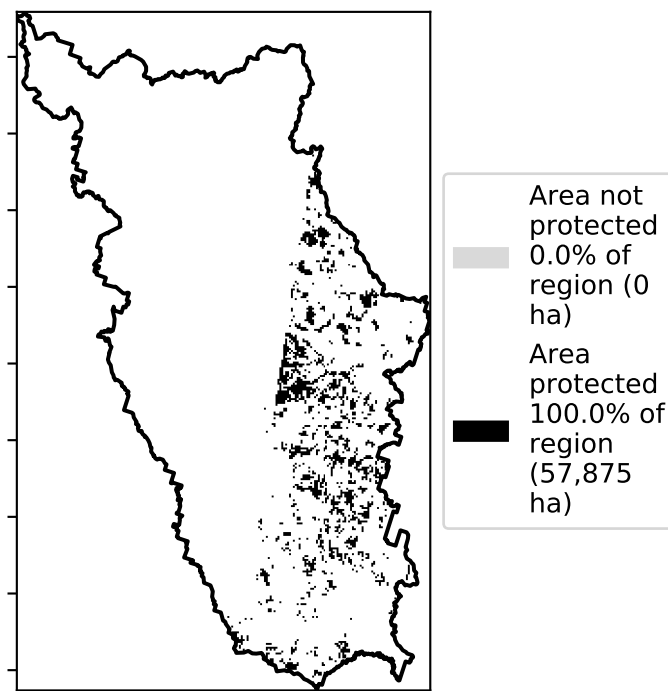 Area not
protected
0.0% of
region (0
ha)
Area
protected
100.0% of
region
(57,875
ha)